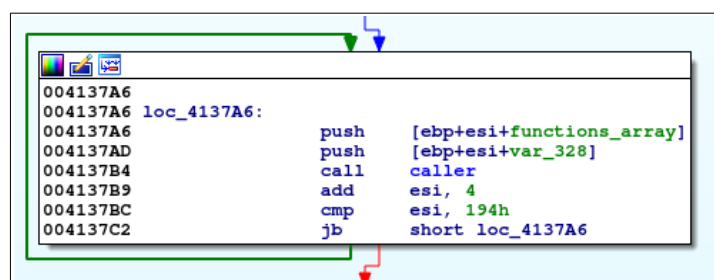 004137A6
004137A6 loc_4137A6:
004137A6 push [ebp+esi+functions_array]
004137AD push [ebp+esi+var_328]
004137B4 call caller
004137B9 add esi, 4
004137BC cmp esi, 194h
004137C2 jb short loc_4137A6